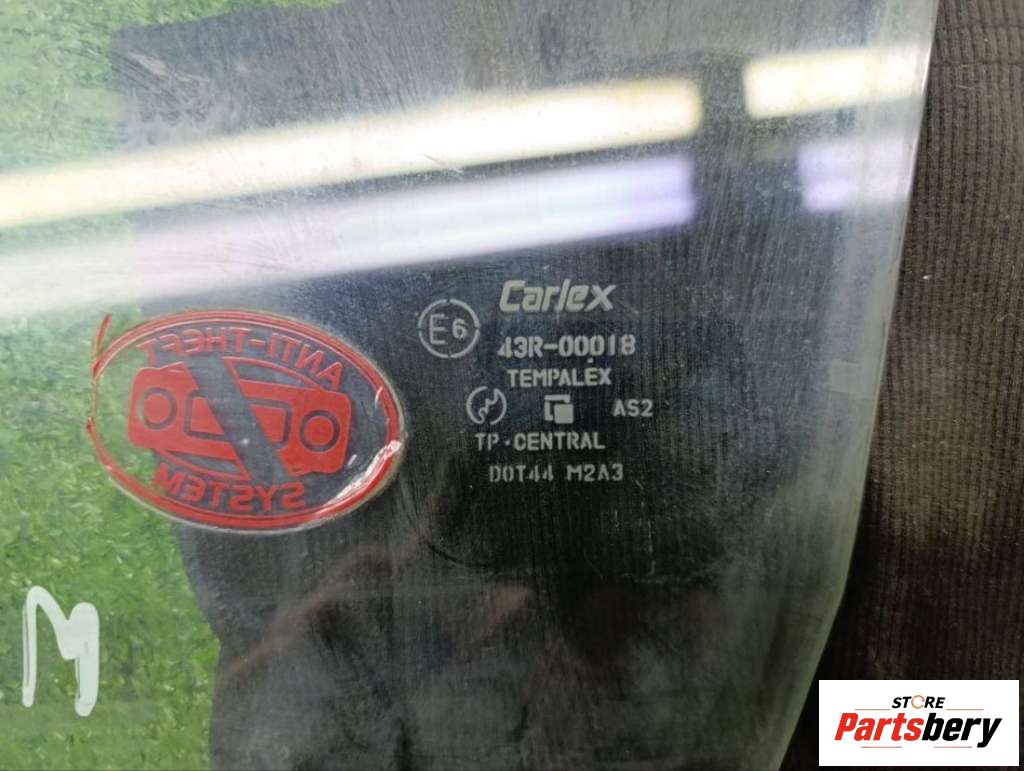 Carlex
E6
43R-00018
TEMPALEX
AS2
TP·CENTRAL
DOT44 M2A3
ANTI-THEFT
SYSTEM
M
STORE
Partsbery